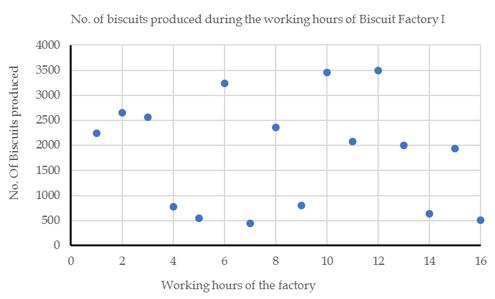 No. of biscuits produced during the working hours of Biscuit Factory I
4000
3500
3000
2500
2000
1500
1000
500
0
0 2 4 6 8 10 12 14 16
No. Of Biscuits produced
Working hours of the factory